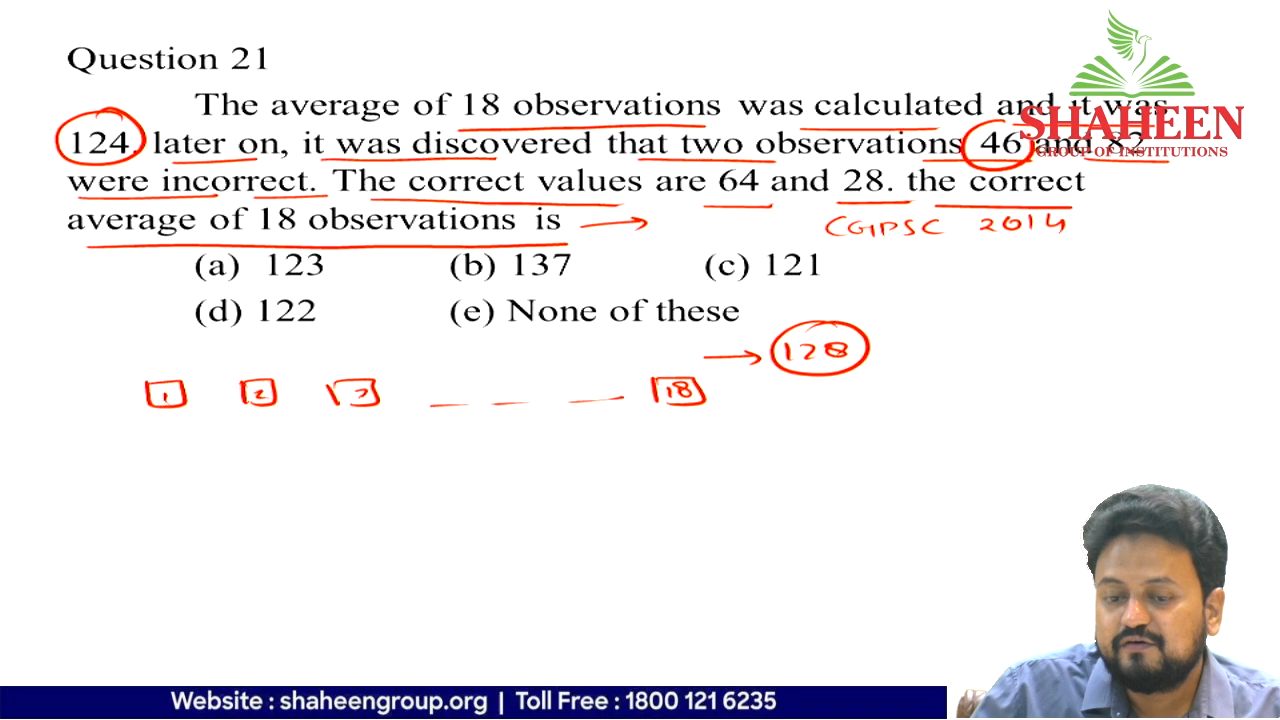 Question 21
The average of 18 observations was calculated and it was
124. later on, it was discovered that two observations 46 and 82
were incorrect. The correct values are 64 and 28. the correct
average of 18 observations is
CGPSC 2014
(a) 123 (b) 137 (c) 121
(d) 122 (e) None of these
128
1 2 3 18
SHAHEEN
GROUP OF INSTITUTIONS
Website : shaheengroup.org | Toll Free : 1800 121 6235